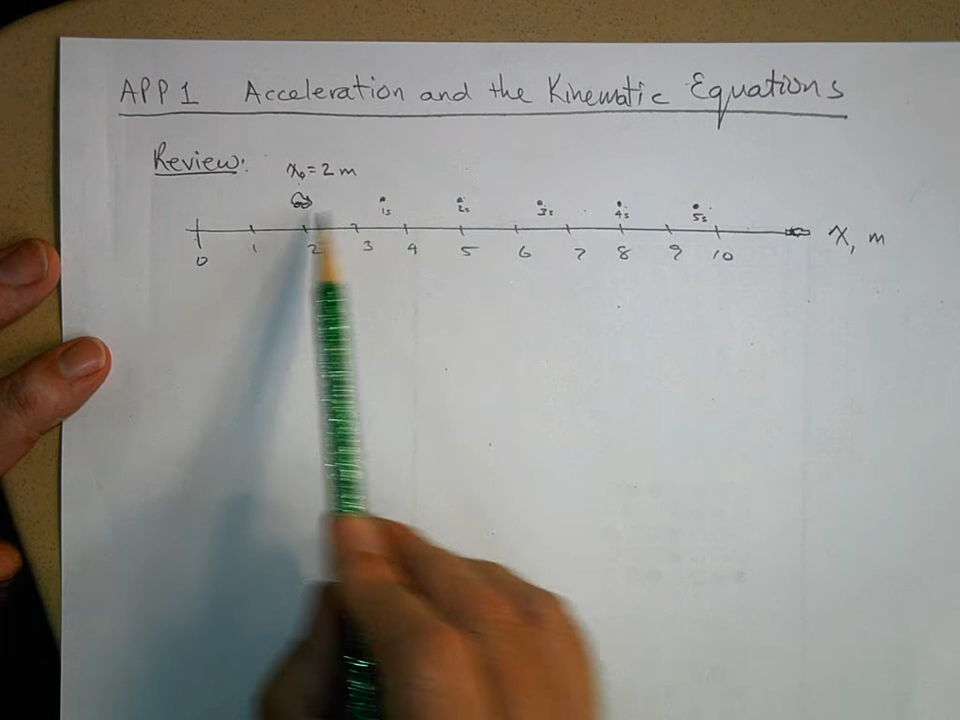 APP 1 Acceleration and the Kinematic Equations
Review:
x₀ = 2 m
1s 2s 3s 4s 5s
0 1 2 3 4 5 6 7 8 9 10 X, m